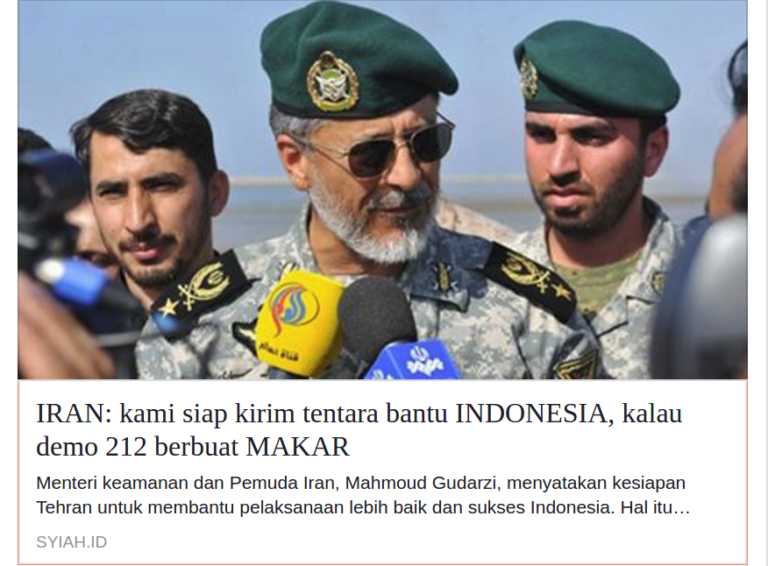 IRAN: kami siap kirim tentara bantu INDONESIA, kalau
demo 212 berbuat MAKAR
Menteri keamanan dan Pemuda Iran, Mahmoud Gudarzi, menyatakan kesiapan
Tehran untuk membantu pelaksanaan lebih baik dan sukses Indonesia. Hal itu…
SYIAH.ID